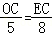 OC/5 = EC/8